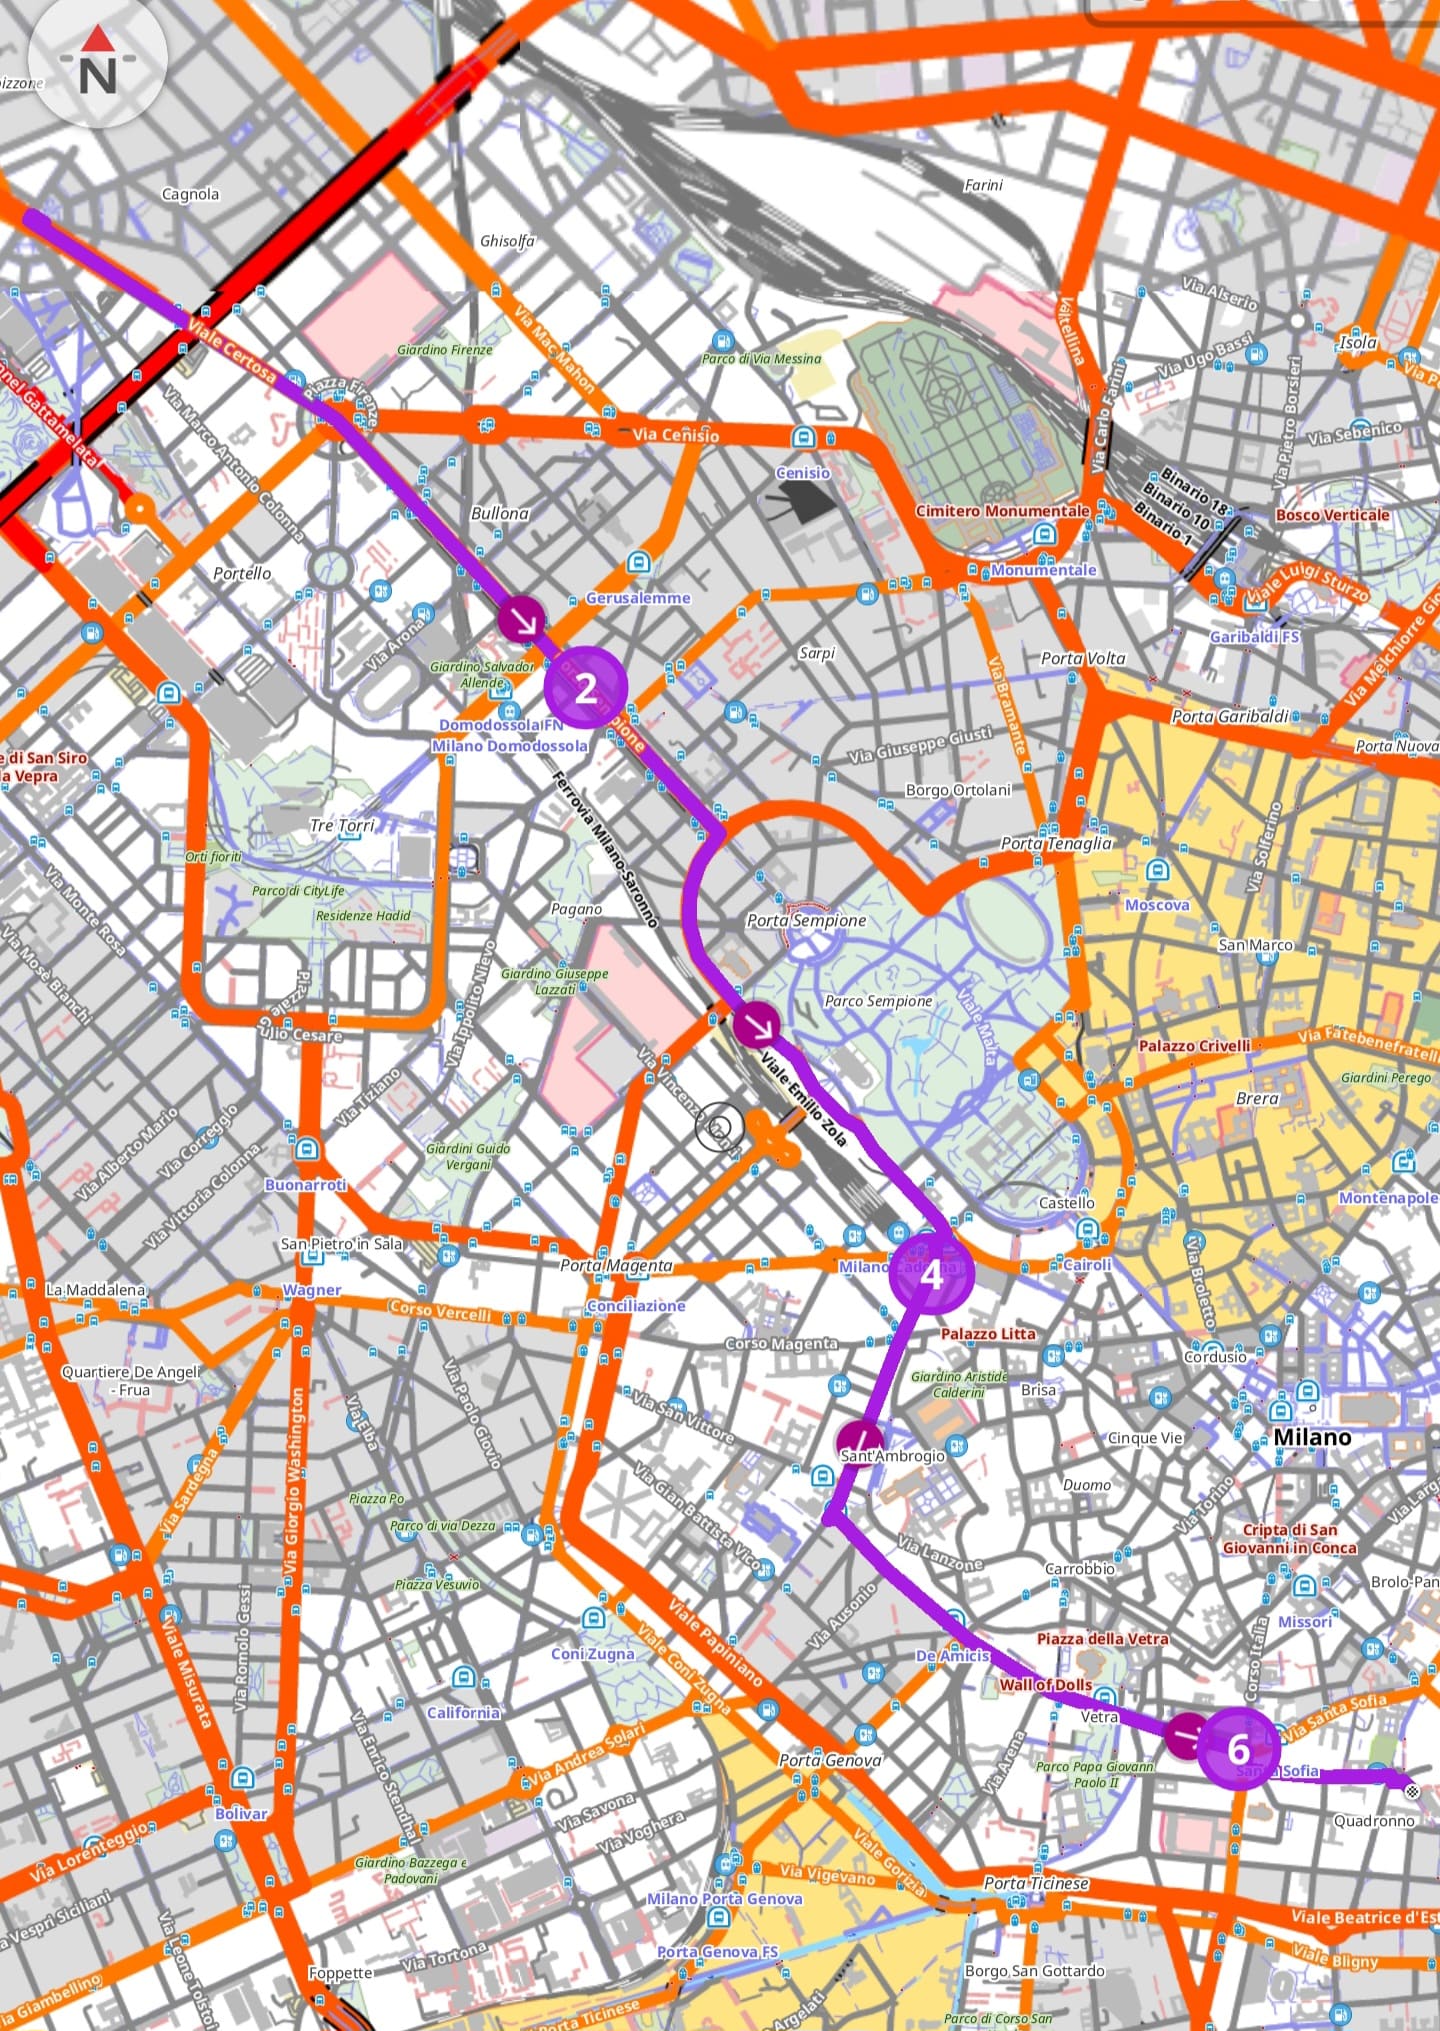 N
Cagnola
Farini
Ghisolfa
Via Alserio
Via Mac Mahon
Valtellina
Viale Certosa
Giardino Firenze
Parco di Via Messina
Via Ugo Bassi
Isola
Piazza Firenze
Via Carlo Farini
Via Pietro Borsieri
Via Marco Antonio Colonna
Via Cenisio
Via Sebenico
Cenisio
Binario 18
Binario 10
Binario 1
Bullona
Cimitero Monumentale
Bosco Verticale
Portello
Monumentale
Viale Luigi Sturzo
Gerusalemme
Via Arona
Garibaldi FS
Sarpi
Porta Volta
Giardino Salvador
Allende
2
Via Bramante
Via Melchiorre Gio
Porta Garibaldi
Domodossola FN
Milano Domodossola
Via Giuseppe Giusti
Porta Nuova
e di San Siro
la Vepra
Ferrovia Milano-Saronno
Borgo Ortolani
Tre Torri
Porta Tenaglia
Via Solferino
Orti fioriti
Parco di CityLife
Residenze Hadid
Via Monte Rosa
Pagano
Porta Sempione
Moscova
San Marco
Via Mosè Bianchi
Giardino Giuseppe
Lazzati
Via Ippolito Nievo
Parco Sempione
Viale Malta
Piazzale
Giulio Cesare
Palazzo Crivelli
Via Fatebenefratelli
Via Tiziano
Via Vincenzo
Viale Emilio Zola
Giardini Perego
Brera
Via Alberto Mario
Via Correggio
Via Vittoria Colonna
Giardini Guido
Vergani
Buonarroti
Castello
Montenapole
San Pietro in Sala
Porta Magenta
Milano Cadorna
4
Cairoli
Via Broletto
La Maddalena
Wagner
Conciliazione
Corso Vercelli
Corso Magenta
Palazzo Litta
Cordusio
Quartiere De Angeli
- Frua
Giardino Aristide
Calderini
Brisa
Via Elba
Via Paolo Giovio
Via San Vittore
Cinque Vie
Milano
Sant'Ambrogio
Via Giorgio Washington
Via Sardegna
Duomo
Piazza Po
Via Gian Battista Vico
Via Torino
Via Larg
Parco di via Dezza
Cripta di San
Giovanni in Conca
Via Lanzone
Carrobbio
Piazza Vesuvio
Brolo-Pan
Via Romolo Gessi
Viale Papiniano
Via Ausonio
Missori
Viale Misurata
Coni Zugna
Viale Coni Zugna
De Amicis
Piazza della Vetra
Corso Italia
Wall of Dolls
California
Vetra
Via Santa Sofia
6
Via Andrea Solari
Via Enrico Stendhal
Porta Genova
Via Arena
Parco Papa Giovanni
Paolo II
Santa Sofia
Bolivar
Via Savona
Via Voghera
Quadronno
Via Lorenteggio
Giardino Bazzega e
Padovani
Viale Gorizia
Via Vigevano
Porta Ticinese
Milano Porta Genova
Via Vespri Siciliani
Viale Beatrice d'Est
Via Tortona
Porta Genova FS
Viale Bligny
Via Leone Tolstoi
Foppette
Borgo San Gottardo
Via Giambellino
Porta Ticinese
Argelati
Parco di Corso San